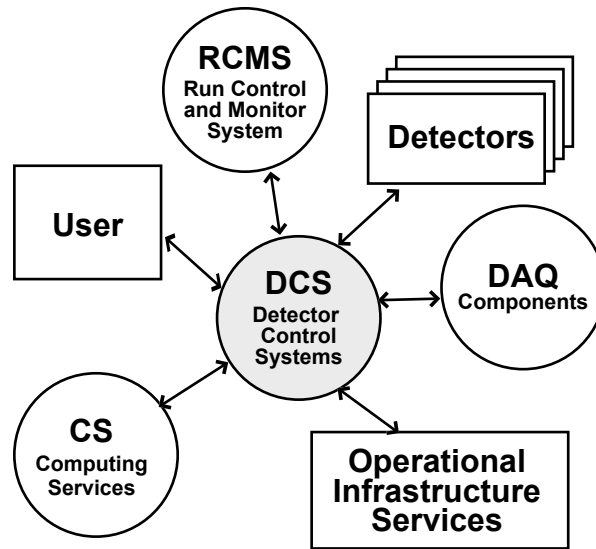 RCMS
Run Control
and Monitor
System
Detectors
User
DCS
Detector
Control
Systems
DAQ
Components
CS
Computing
Services
Operational
Infrastructure
Services